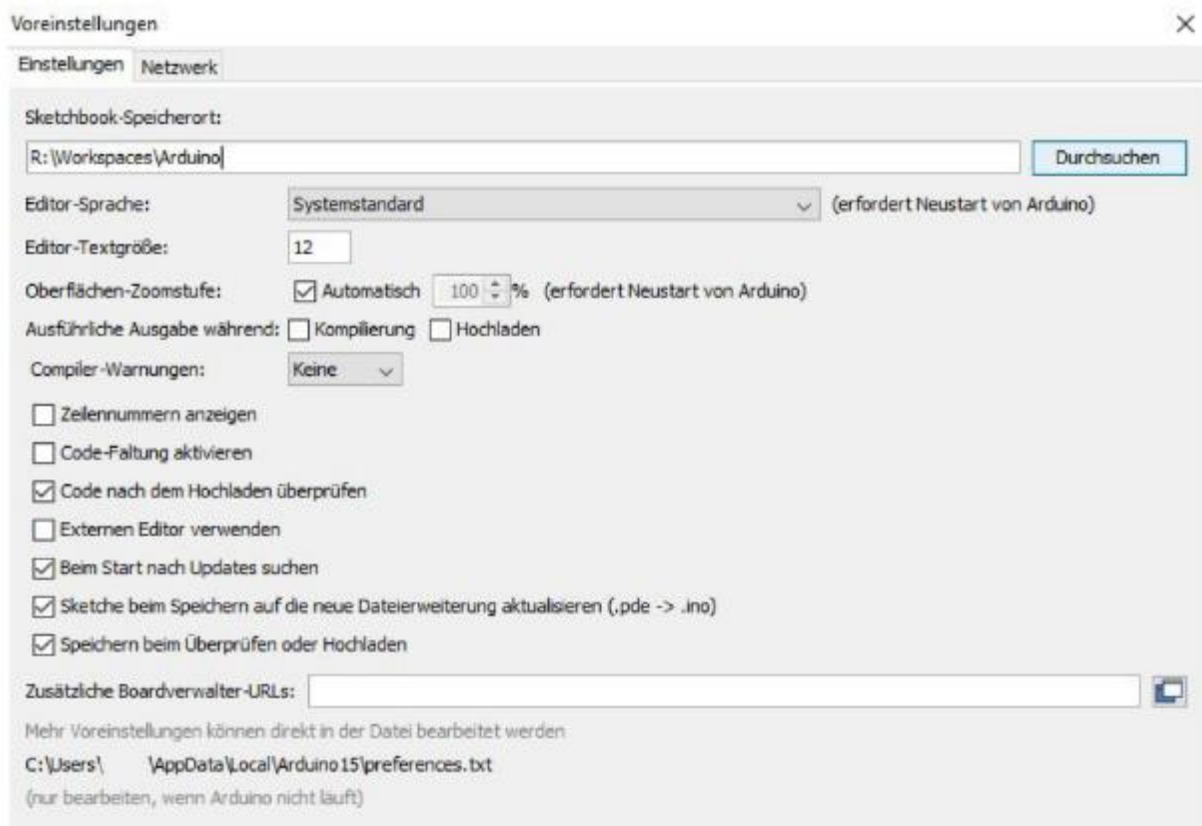 Voreinstellungen
Einstellungen Netzwerk
Sketchbook-Speicherort:
R:\Workspaces\Arduino Durchsuchen
Editor-Sprache: Systemstandard (erfordert Neustart von Arduino)
Editor-Textgröße: 12
Oberflächen-Zoomstufe: Automatisch 100 % (erfordert Neustart von Arduino)
Ausführliche Ausgabe während: Kompilierung Hochladen
Compiler-Warnungen: Keine
Zeilennummern anzeigen
Code-Faltung aktivieren
Code nach dem Hochladen überprüfen
Externen Editor verwenden
Beim Start nach Updates suchen
Sketche beim Speichern auf die neue Dateierweiterung aktualisieren (.pde -> .ino)
Speichern beim Überprüfen oder Hochladen
Zusätzliche Boardverwalter-URLs:
Mehr Voreinstellungen können direkt in der Datei bearbeitet werden
C:\Users\ \AppData\Local\Arduino15\preferences.txt
(nur bearbeiten, wenn Arduino nicht läuft)